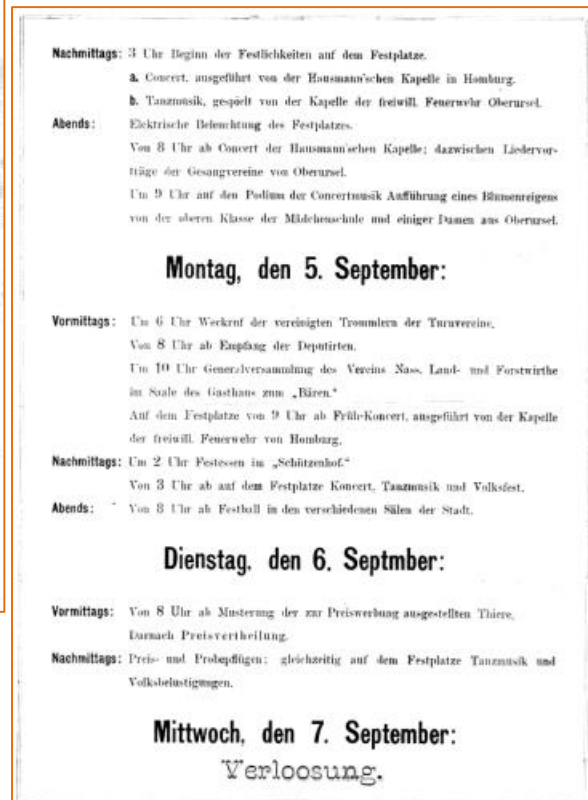 Nachmittags: 3 Uhr Beginn der Festlichkeiten auf dem Festplatze.
a. Concert, ausgeführt von der Hausmann'schen Kapelle in Homburg.
b. Tanzmusik, gespielt von der Kapelle der freiwill. Feuerwehr Oberursel.
Abends: Elektrische Beleuchtung des Festplatzes.
Von 8 Uhr ab Concert der Hausmann'schen Kapelle; dazwischen Liedervor-
träge der Gesangvereine von Oberursel.
Um 9 Uhr auf den Podium der Concertmusik Aufführung eines Blumenreigens
von der oberen Klasse der Mädchenschule und einiger Damen aus Oberursel.
Montag, den 5. September:
Vormittags: Um 6 Uhr Weckruf der vereinigten Trommlern der Turnvereine.
Von 8 Uhr ab Empfang der Deputirten.
Um 10 Uhr Generalversammlung des Vereins Nass. Land- und Forstwirthe
im Saale des Gasthaus zum „Bären."
Auf dem Festplatze von 9 Uhr ab Früh-Koncert, ausgeführt von der Kapelle
der freiwill. Feuerwehr von Homburg.
Nachmittags: Um 2 Uhr Festessen im „Schützenhof."
Von 3 Uhr ab auf dem Festplatze Koncert, Tanzmusik und Volksfest.
Abends: Von 8 Uhr ab Festball in den verschiedenen Sälen der Stadt.
Dienstag, den 6. Septmber:
Vormittags: Von 8 Uhr ab Musterung der zur Preiswerbung ausgestellten Thiere.
Darnach Preisvertheilung.
Nachmittags: Preis- und Probepflügen; gleichzeitig auf dem Festplatze Tanzmusik und
Volksbelustigungen.
Mittwoch, den 7. September:
Verloosung.